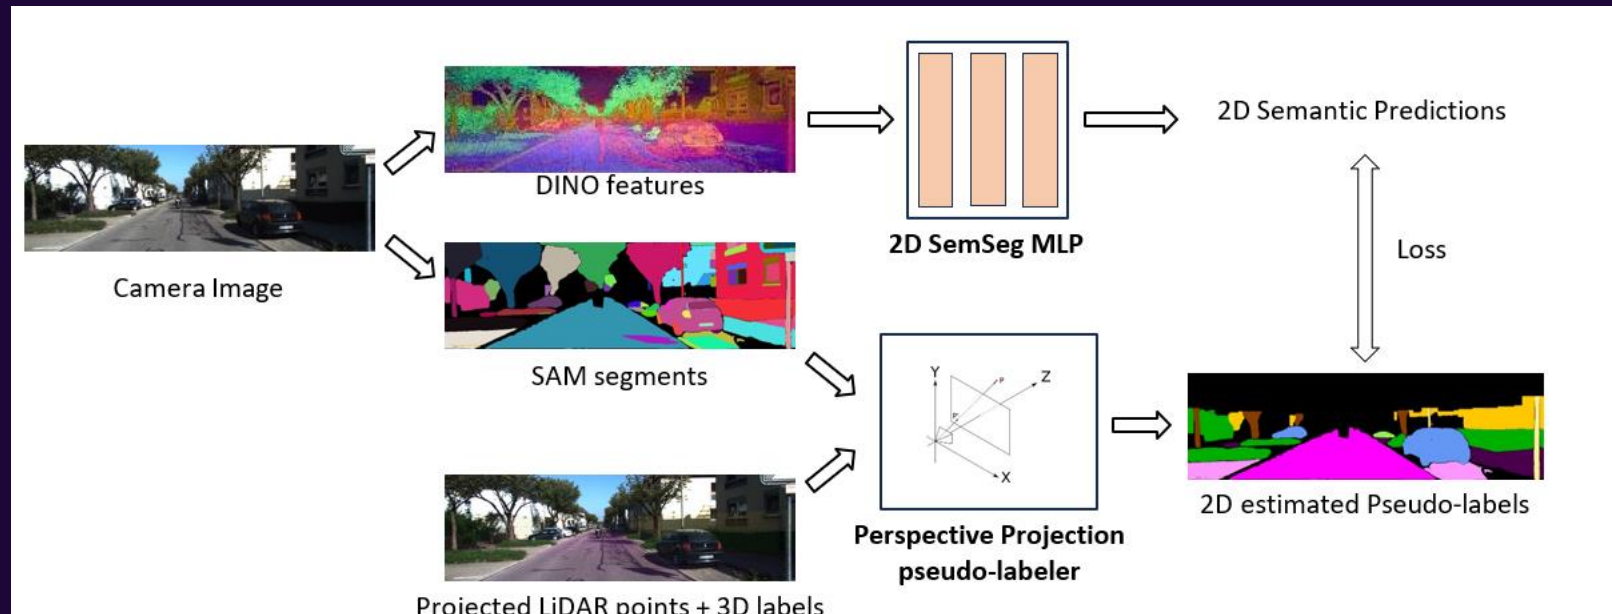 Camera Image
DINO features
SAM segments
Projected LiDAR points + 3D labels
2D SemSeg MLP
Y
Z
P
P'
X
Perspective Projection
pseudo-labeler
2D Semantic Predictions
Loss
2D estimated Pseudo-labels